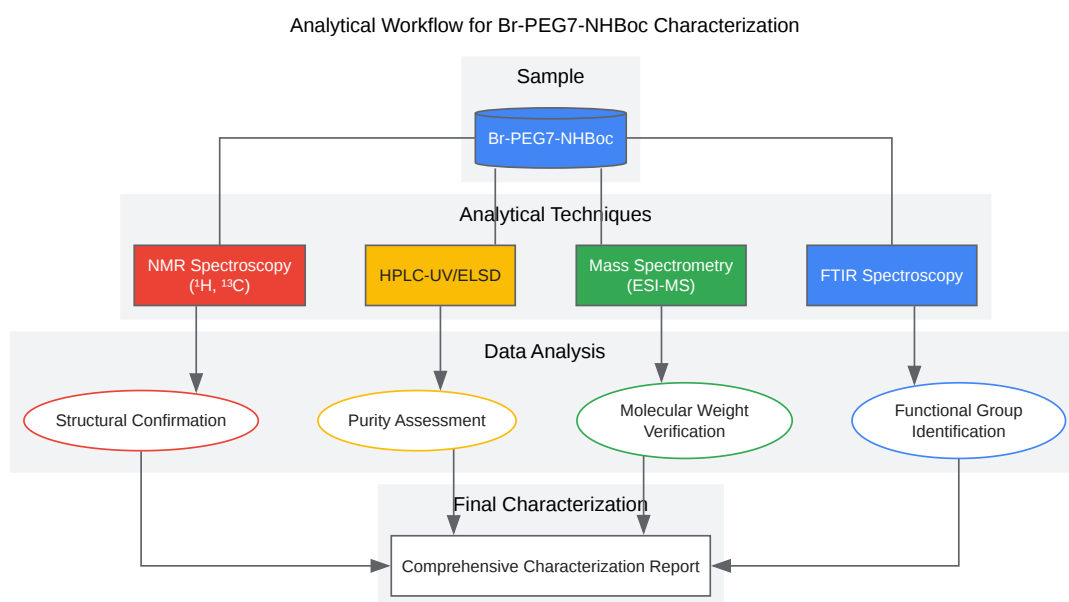 Analytical Workflow for Br-PEG7-NHBoc Characterization
Sample
Br-PEG7-NHBoc
Analytical Techniques
NMR Spectroscopy
(¹H, ¹³C)
HPLC-UV/ELSD
Mass Spectrometry
(ESI-MS)
FTIR Spectroscopy
Data Analysis
Structural Confirmation
Purity Assessment
Molecular Weight
Verification
Functional Group
Identification
Final Characterization
Comprehensive Characterization Report